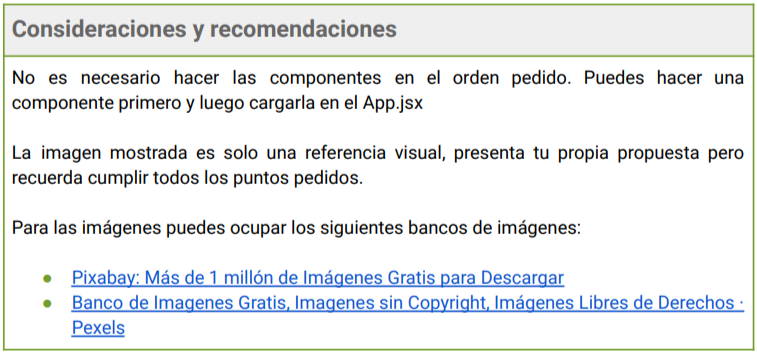 Consideraciones y recomendaciones
No es necesario hacer las componentes en el orden pedido. Puedes hacer una
componente primero y luego cargarla en el App.jsx
La imagen mostrada es solo una referencia visual, presenta tu propia propuesta pero
recuerda cumplir todos los puntos pedidos.
Para las imágenes puedes ocupar los siguientes bancos de imágenes:
● Pixabay: Más de 1 millón de Imágenes Gratis para Descargar
● Banco de Imagenes Gratis, Imagenes sin Copyright, Imágenes Libres de Derechos ·
Pexels